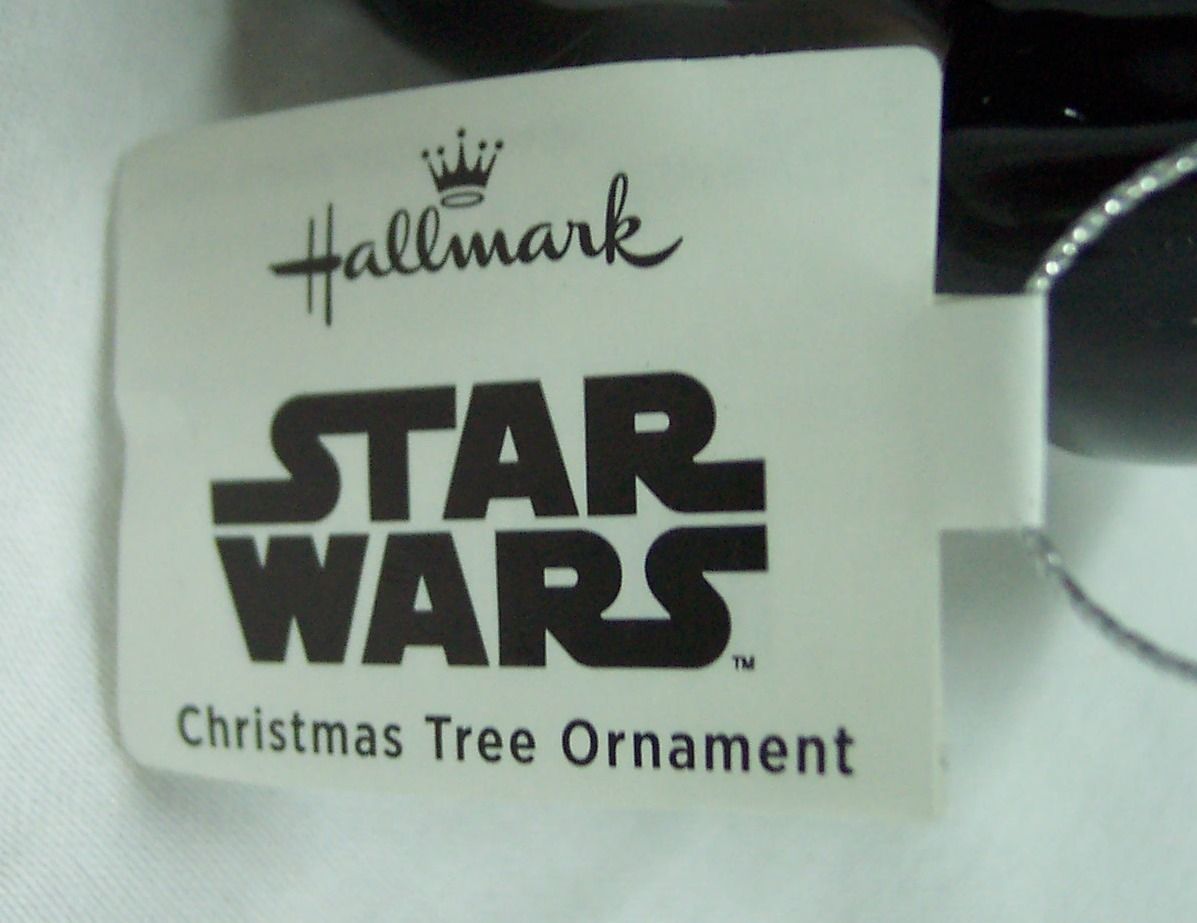 Hallmark
STAR
WARS™
Christmas Tree Ornament